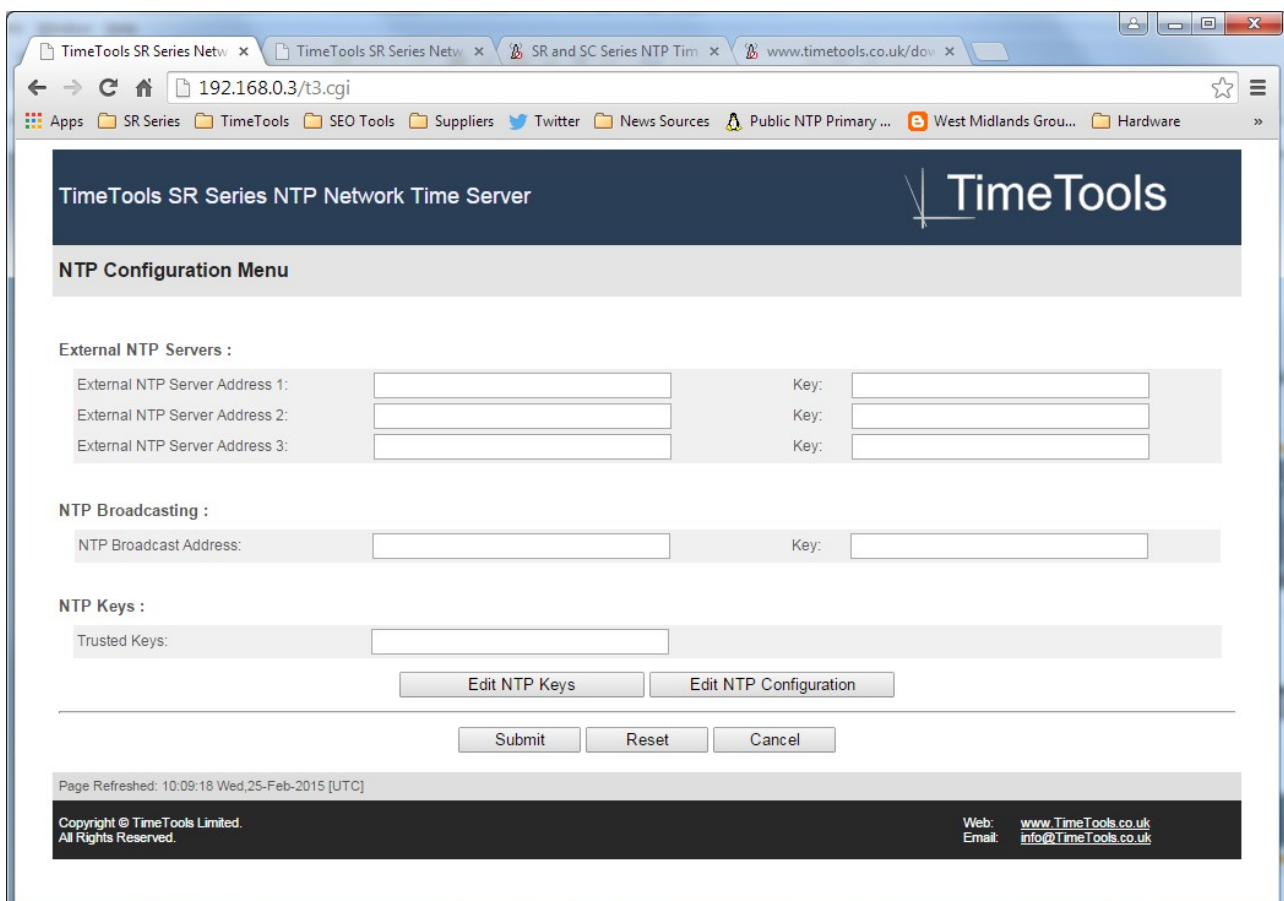 TimeTools SR Series Netw
TimeTools SR Series Netw
SR and SC Series NTP Tim
www.timetools.co.uk/dov
192.168.0.3/t3.cgi
Apps SR Series TimeTools SEO Tools Suppliers Twitter News Sources Public NTP Primary ... West Midlands Grou... Hardware »
TimeTools SR Series NTP Network Time Server
TimeTools
NTP Configuration Menu
External NTP Servers :
External NTP Server Address 1: Key:
External NTP Server Address 2: Key:
External NTP Server Address 3: Key:
NTP Broadcasting :
NTP Broadcast Address: Key:
NTP Keys :
Trusted Keys:
Edit NTP Keys Edit NTP Configuration
Submit Reset Cancel
Page Refreshed: 10:09:18 Wed,25-Feb-2015 [UTC]
Copyright © TimeTools Limited.
All Rights Reserved.
Web: www.TimeTools.co.uk
Email: info@TimeTools.co.uk